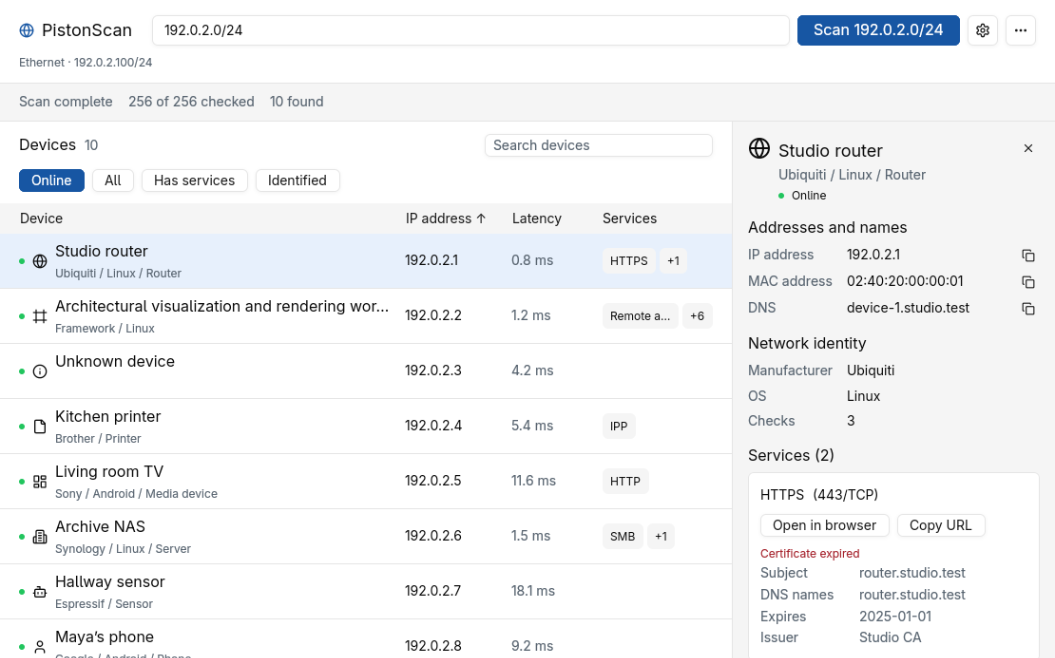 PistonScan
192.0.2.0/24
Scan 192.0.2.0/24
Ethernet · 192.0.2.100/24
Scan complete 256 of 256 checked 10 found
Devices 10
Search devices
Online All Has services Identified
Device IP address ↑ Latency Services
Studio router
Ubiquiti / Linux / Router
192.0.2.1 0.8 ms HTTPS +1
Architectural visualization and rendering wor...
Framework / Linux
192.0.2.2 1.2 ms Remote a... +6
Unknown device
192.0.2.3 4.2 ms
Kitchen printer
Brother / Printer
192.0.2.4 5.4 ms IPP
Living room TV
Sony / Android / Media device
192.0.2.5 11.6 ms HTTP
Archive NAS
Synology / Linux / Server
192.0.2.6 1.5 ms SMB +1
Hallway sensor
Espressif / Sensor
192.0.2.7 18.1 ms
Maya's phone
Google / Android / Phone
192.0.2.8 9.2 ms
Studio router
Ubiquiti / Linux / Router
Online
Addresses and names
IP address 192.0.2.1
MAC address 02:40:20:00:00:01
DNS device-1.studio.test
Network identity
Manufacturer Ubiquiti
OS Linux
Checks 3
Services (2)
HTTPS (443/TCP)
Open in browser Copy URL
Certificate expired
Subject router.studio.test
DNS names router.studio.test
Expires 2025-01-01
Issuer Studio CA